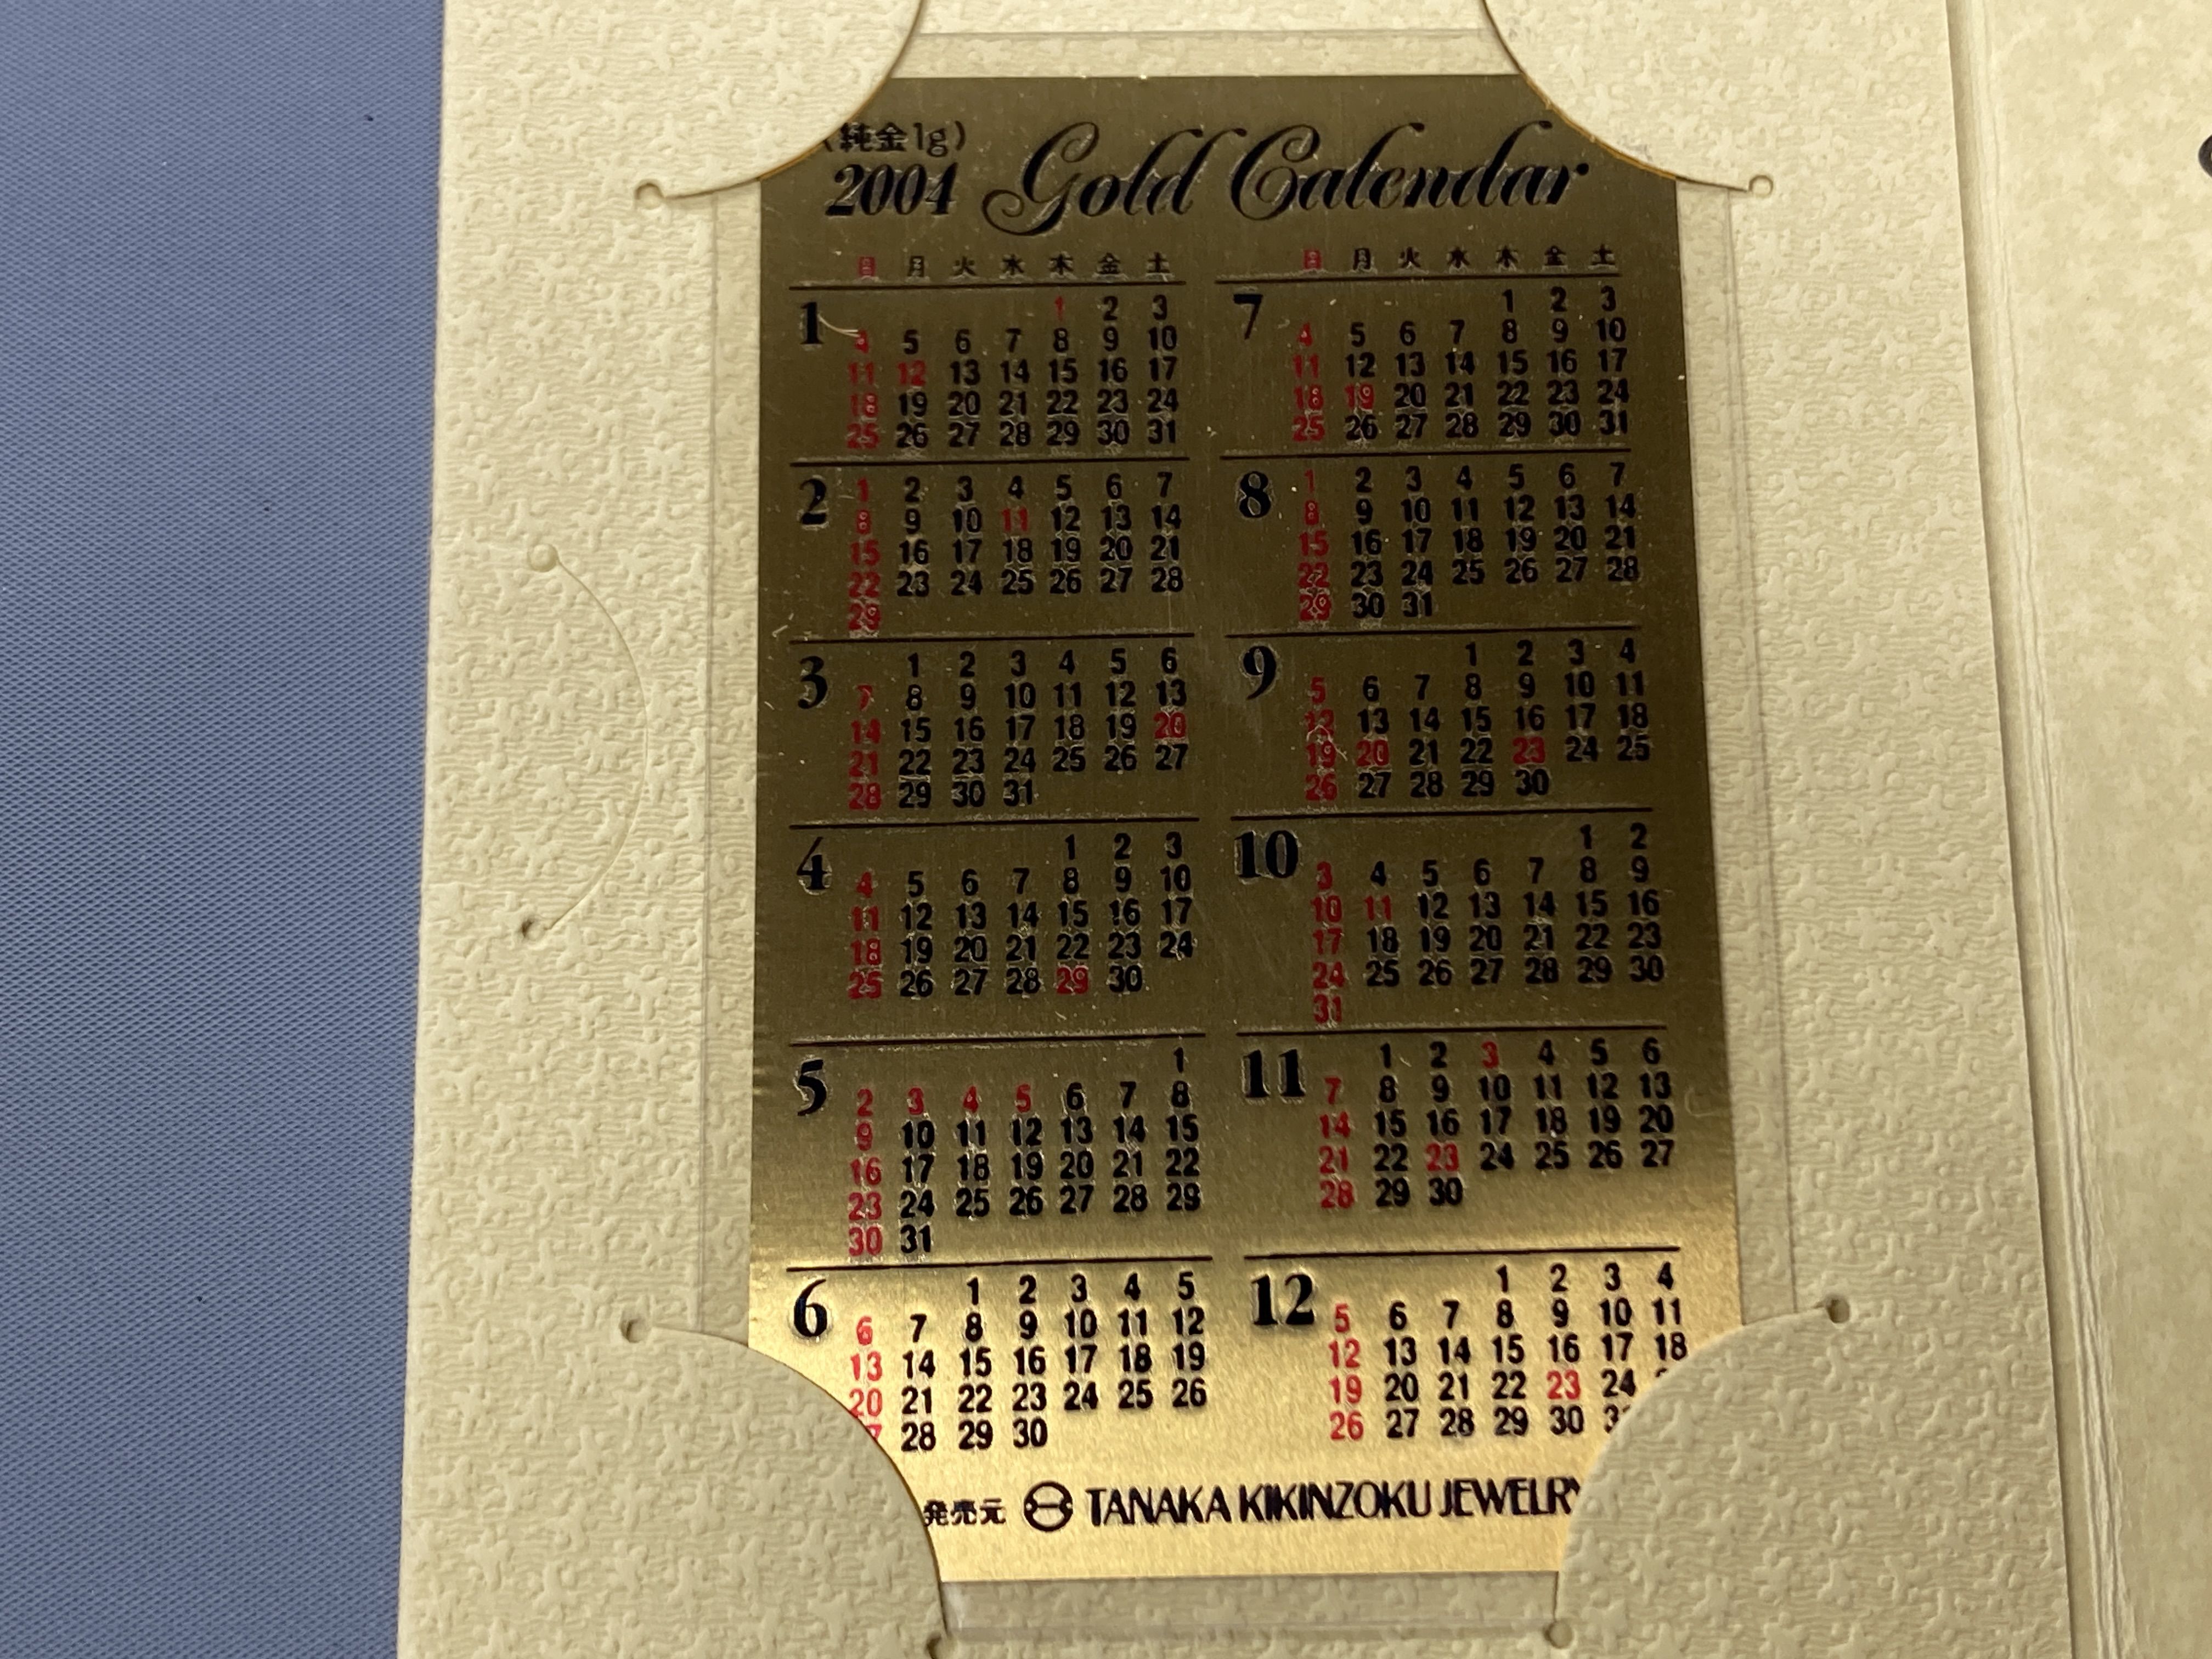 (純金1g)
2004 Gold Calendar
日 月 火 水 木 金 土
1
1 2 3
4 5 6 7 8 9 10
11 12 13 14 15 16 17
18 19 20 21 22 23 24
25 26 27 28 29 30 31
2
1 2 3 4 5 6 7
8 9 10 11 12 13 14
15 16 17 18 19 20 21
22 23 24 25 26 27 28
29
3
1 2 3 4 5 6
7 8 9 10 11 12 13
14 15 16 17 18 19 20
21 22 23 24 25 26 27
28 29 30 31
4
1 2 3
4 5 6 7 8 9 10
11 12 13 14 15 16 17
18 19 20 21 22 23 24
25 26 27 28 29 30
5
1
2 3 4 5 6 7 8
9 10 11 12 13 14 15
16 17 18 19 20 21 22
23 24 25 26 27 28 29
30 31
6
1 2 3 4 5
6 7 8 9 10 11 12
13 14 15 16 17 18 19
20 21 22 23 24 25 26
28 29 30
日 月 火 水 木 金 土
7
1 2 3
4 5 6 7 8 9 10
11 12 13 14 15 16 17
18 19 20 21 22 23 24
25 26 27 28 29 30 31
8
1 2 3 4 5 6 7
8 9 10 11 12 13 14
15 16 17 18 19 20 21
22 23 24 25 26 27 28
29 30 31
9
1 2 3 4
5 6 7 8 9 10 11
12 13 14 15 16 17 18
19 20 21 22 23 24 25
26 27 28 29 30
10
1 2
3 4 5 6 7 8 9
10 11 12 13 14 15 16
17 18 19 20 21 22 23
24 25 26 27 28 29 30
31
11
1 2 3 4 5 6
7 8 9 10 11 12 13
14 15 16 17 18 19 20
21 22 23 24 25 26 27
28 29 30
12
1 2 3 4
5 6 7 8 9 10 11
12 13 14 15 16 17 18
19 20 21 22 23 24
26 27 28 29 30
発売元 TANAKA KIKINZOKU JEWELRY